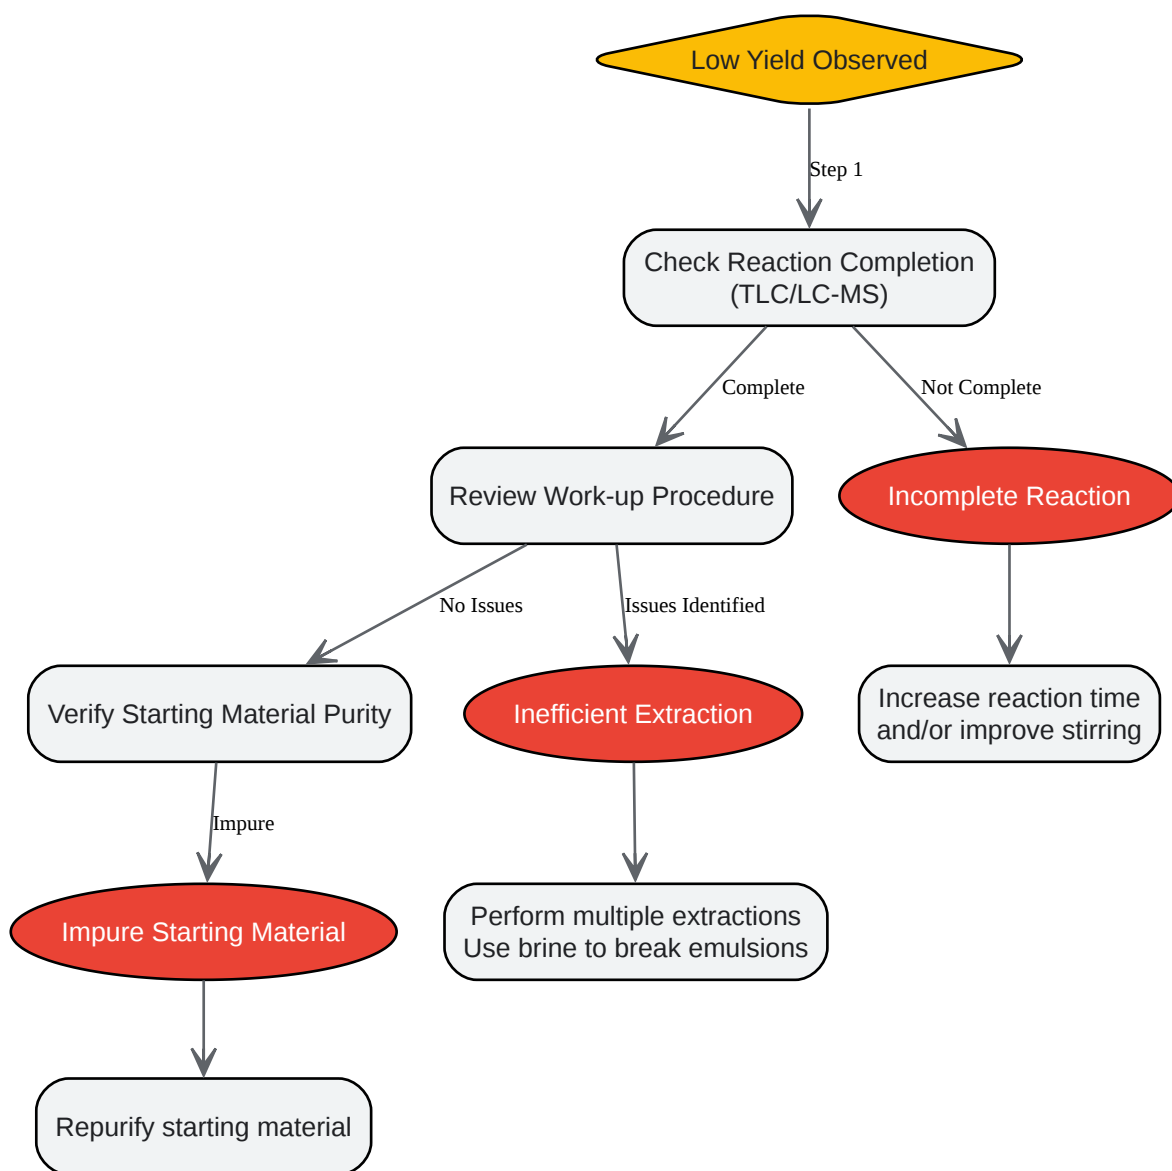 Low Yield Observed
Step 1
Check Reaction Completion
(TLC/LC-MS)
Complete
Not Complete
Review Work-up Procedure
Incomplete Reaction
No Issues
Issues Identified
Verify Starting Material Purity
Inefficient Extraction
Increase reaction time
and/or improve stirring
Impure
Impure Starting Material
Perform multiple extractions
Use brine to break emulsions
Repurify starting material